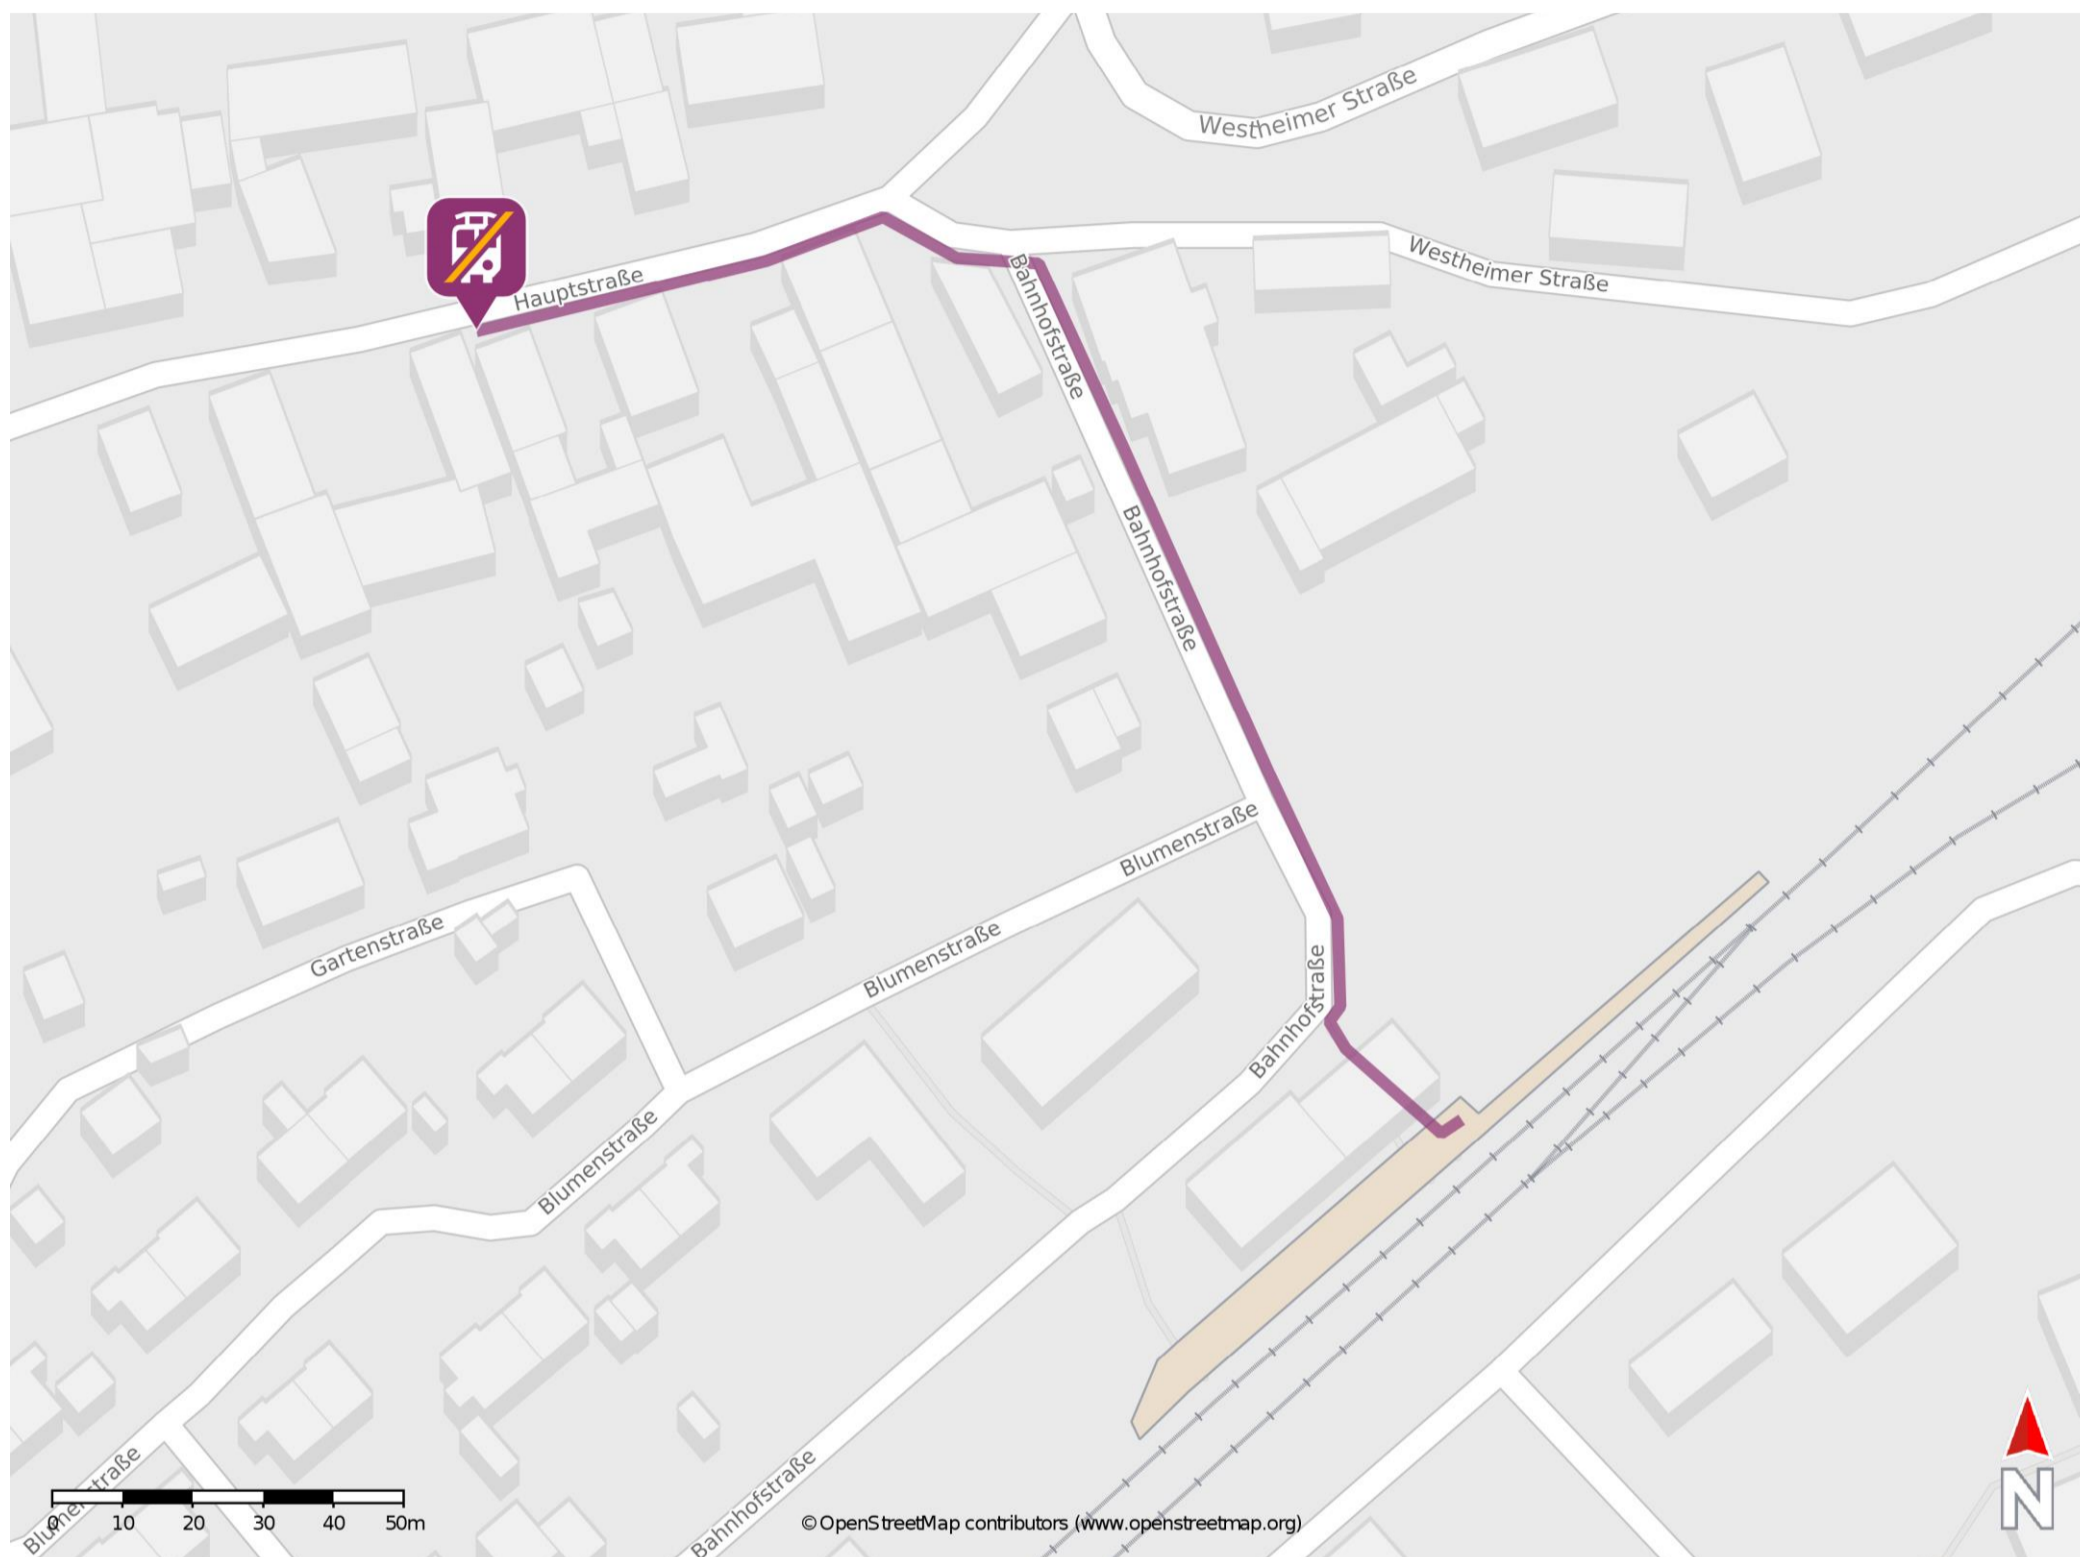 Westheimer Straße
Hauptstraße
Westheimer Straße
Bahnhofstraße
Bahnhofstraße
Blumenstraße
Gartenstraße
Blumenstraße
Bahnhofstraße
Blumenstraße
Blumenstraße
Bahnhofstraße
0 10 20 30 40 50m
© OpenStreetMap contributors (www.openstreetmap.org)
N